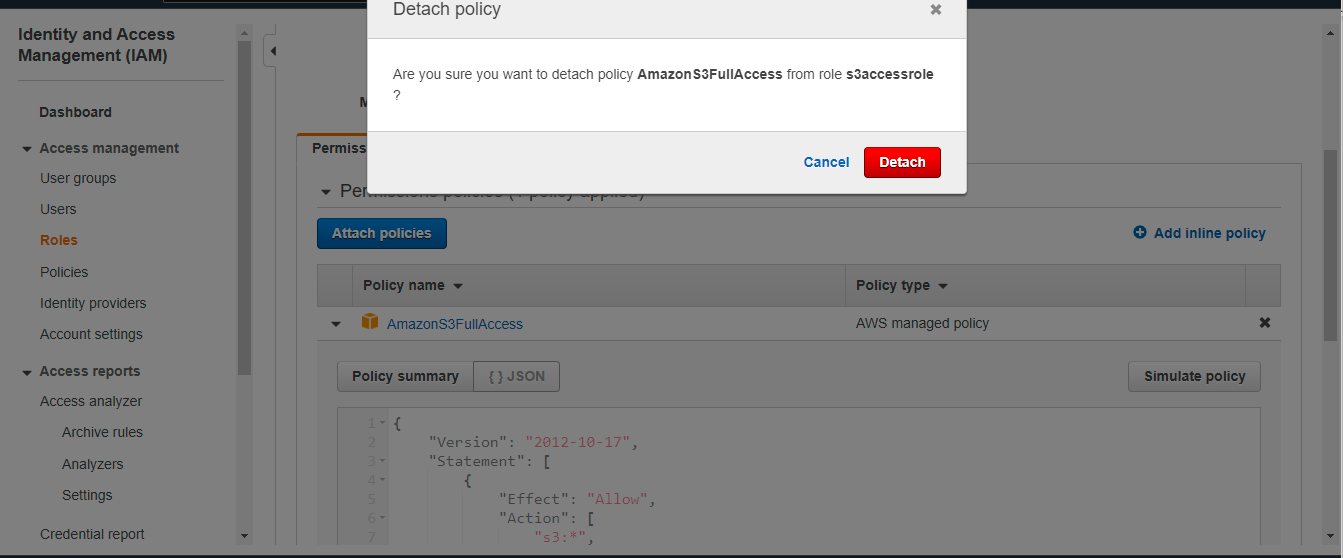 Detach policy
Are you sure you want to detach policy AmazonS3FullAccess from role s3accessrole
?
Cancel
Detach
Identity and Access
Management (IAM)
Dashboard
Access management
User groups
Users
Roles
Policies
Identity providers
Account settings
Access reports
Access analyzer
Archive rules
Analyzers
Settings
Credential report
Attach policies
Add inline policy
Policy name
Policy type
AmazonS3FullAccess
AWS managed policy
Policy summary
{ } JSON
Simulate policy
1 {
2 "Version": "2012-10-17",
3 "Statement": [
4 {
5 "Effect": "Allow",
6 "Action": [
7 "s3:*",